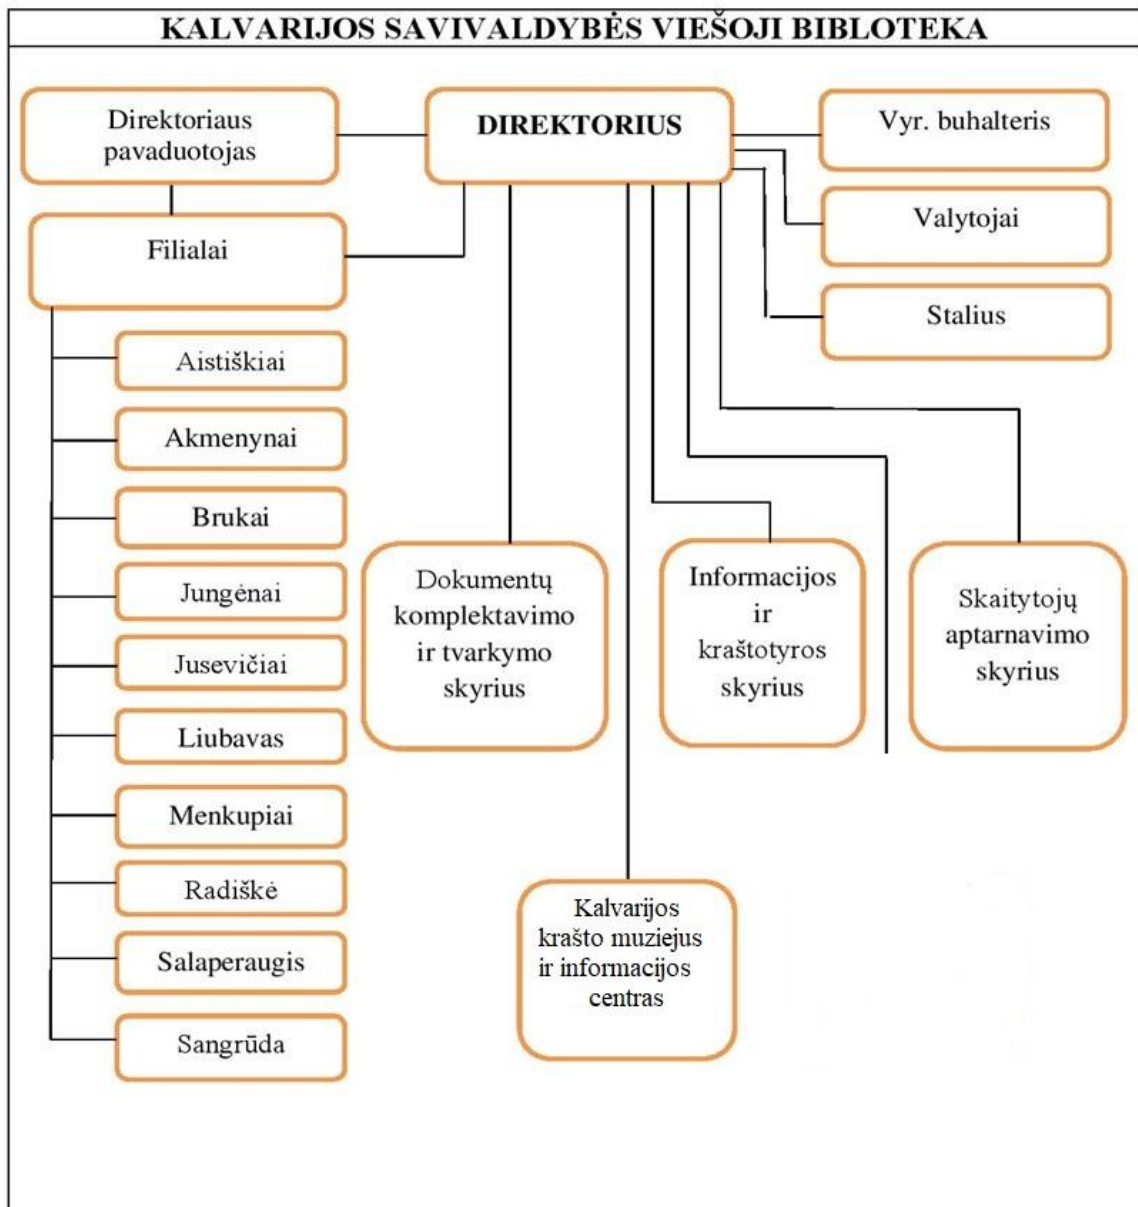 KALVARIJOS SAVIVALDYBĖS VIEŠOJI BIBLOTEKA
Direktoriaus
pavaduotojas
DIREKTORIUS
Vyr. buhalteris
Valytojai
Stalius
Filialai
Aistiškiai
Akmenynai
Brukai
Jungėnai
Jusevičiai
Liubavas
Menkupiai
Radiškė
Salaperaugis
Sangrūda
Dokumentų
komplektavimo
ir tvarkymo
skyrius
Informacijos
ir
kraštotyros
skyrius
Skaitytojų
aptarnavimo
skyrius
Kalvarijos
krašto muziejus
ir informacijos
centras